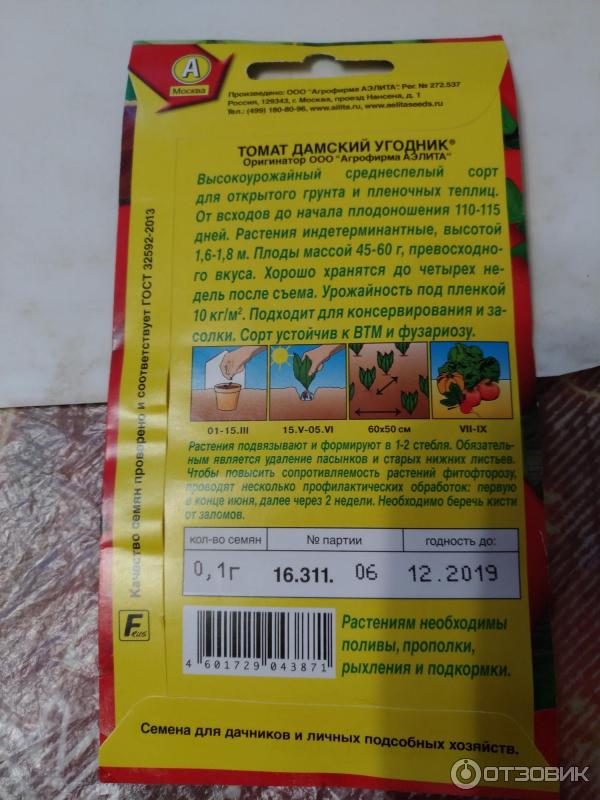 А
Москва
Произведено: ООО "Агрофирма АЭЛИТА". Рег. № 272.537
Россия, 129343, г. Москва, проезд Нансена, д. 1
Тел.: (499) 180-80-96, www.ailita.ru, www.aelitaseeds.ru
ТОМАТ ДАМСКИЙ УГОДНИК®
Оригинатор ООО "Агрофирма АЭЛИТА"
Высокоурожайный среднеспелый сорт
для открытого грунта и пленочных теплиц.
От всходов до начала плодоношения 110-115
дней. Растения индетерминантные, высотой
1,6-1,8 м. Плоды массой 45-60 г, превосходно-
го вкуса. Хорошо хранятся до четырех не-
дель после съема. Урожайность под пленкой
10 кг/м². Подходит для консервирования и за-
солки. Сорт устойчив к ВТМ и фузариозу.
01-15.III 15.V-05.VI 60x50 см VII-IX
Растения подвязывают и формируют в 1-2 стебля. Обязатель-
ным является удаление пасынков и старых нижних листьев.
Чтобы повысить сопротивляемость растений фитофторозу,
проводят несколько профилактических обработок: первую
в конце июня, далее через 2 недели. Необходимо беречь кисти
от заломов.
кол-во семян № партии годность до:
0,1г 16.311. 06 12.2019
4 601729 043871
Растениям необходимы
поливы, прополки,
рыхления и подкормки.
Качество семян проверено и соответствует ГОСТ 32592-2013
F rus
Семена для дачников и личных подсобных хозяйств.
ОТЗОВИК